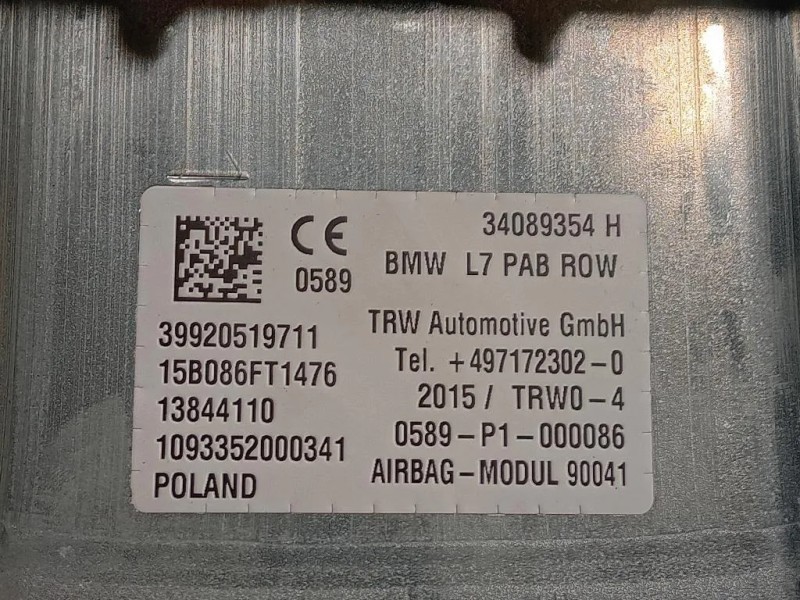 CE
0589
34089354 H
BMW L7 PAB ROW
39920519711
15B086FT1476
13844110
1093352000341
POLAND
TRW Automotive GmbH
Tel. +497172302-0
2015/ TRW0-4
0589-P1-000086
AIRBAG-MODUL 90041